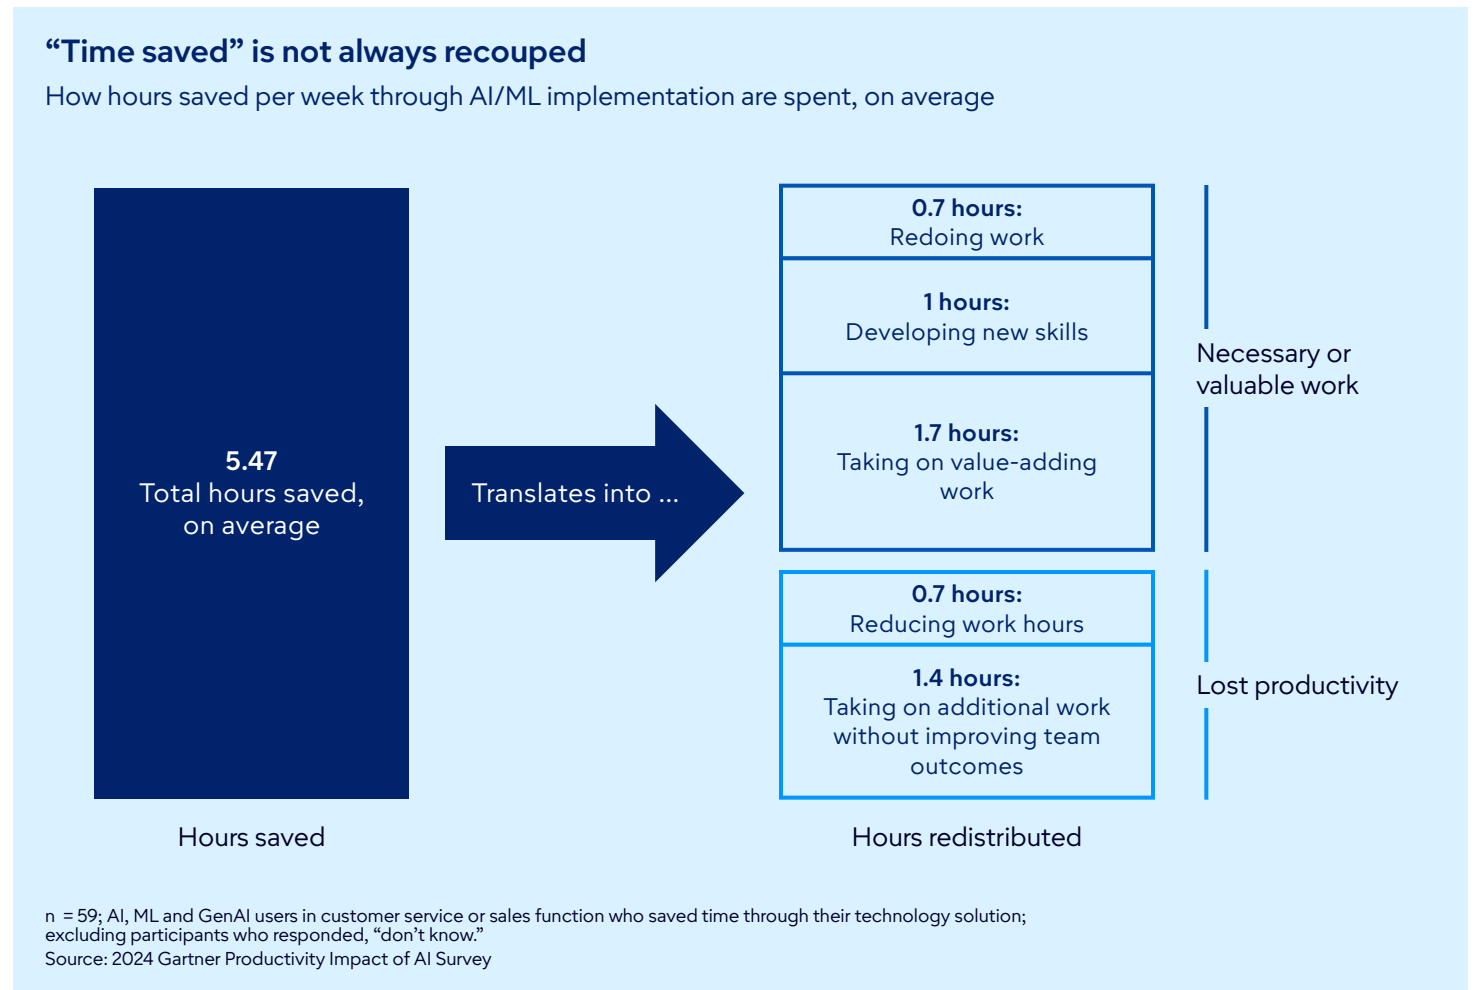 “Time saved” is not always recouped
How hours saved per week through AI/ML implementation are spent, on average
5.47
Total hours saved,
on average
Hours saved
Translates into ...
0.7 hours:
Redoing work
1 hours:
Developing new skills
1.7 hours:
Taking on value-adding
work
0.7 hours:
Reducing work hours
1.4 hours:
Taking on additional work
without improving team
outcomes
Hours redistributed
Necessary or
valuable work
Lost productivity
n = 59; AI, ML and GenAI users in customer service or sales function who saved time through their technology solution;
excluding participants who responded, “don’t know.”
Source: 2024 Gartner Productivity Impact of AI Survey